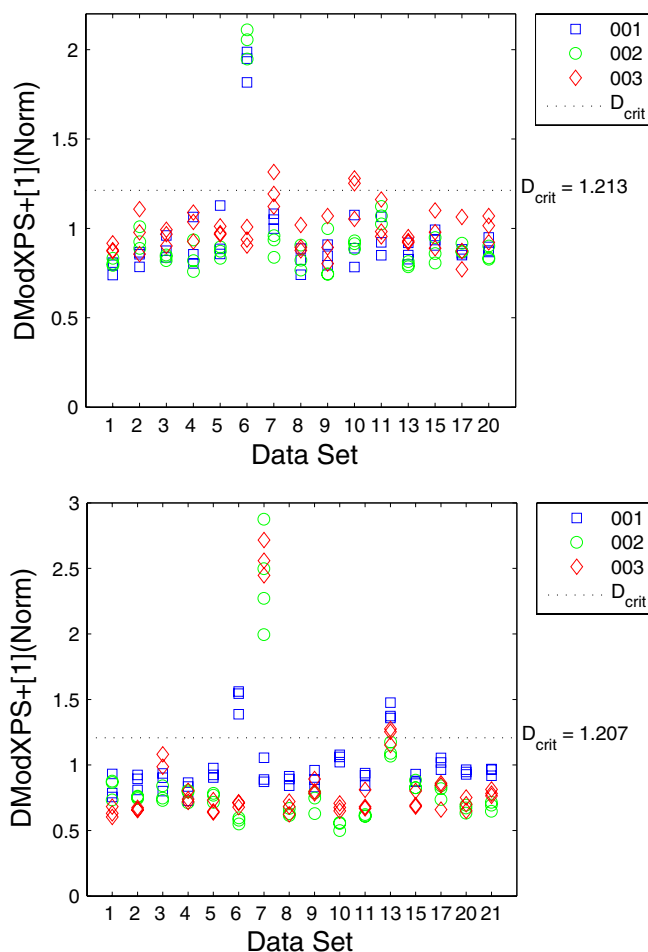 2
1.5
1
0.5
0
DModXPS+[1](Norm)
1 2 3 4 5 6 7 8 9 10 11 13 15 17 20
Data Set
001
002
003
D_crit
D_crit = 1.213
3
2.5
2
1.5
1
0.5
0
DModXPS+[1](Norm)
1 2 3 4 5 6 7 8 9 10 11 13 15 17 20 21
Data Set
001
002
003
D_crit
D_crit = 1.207